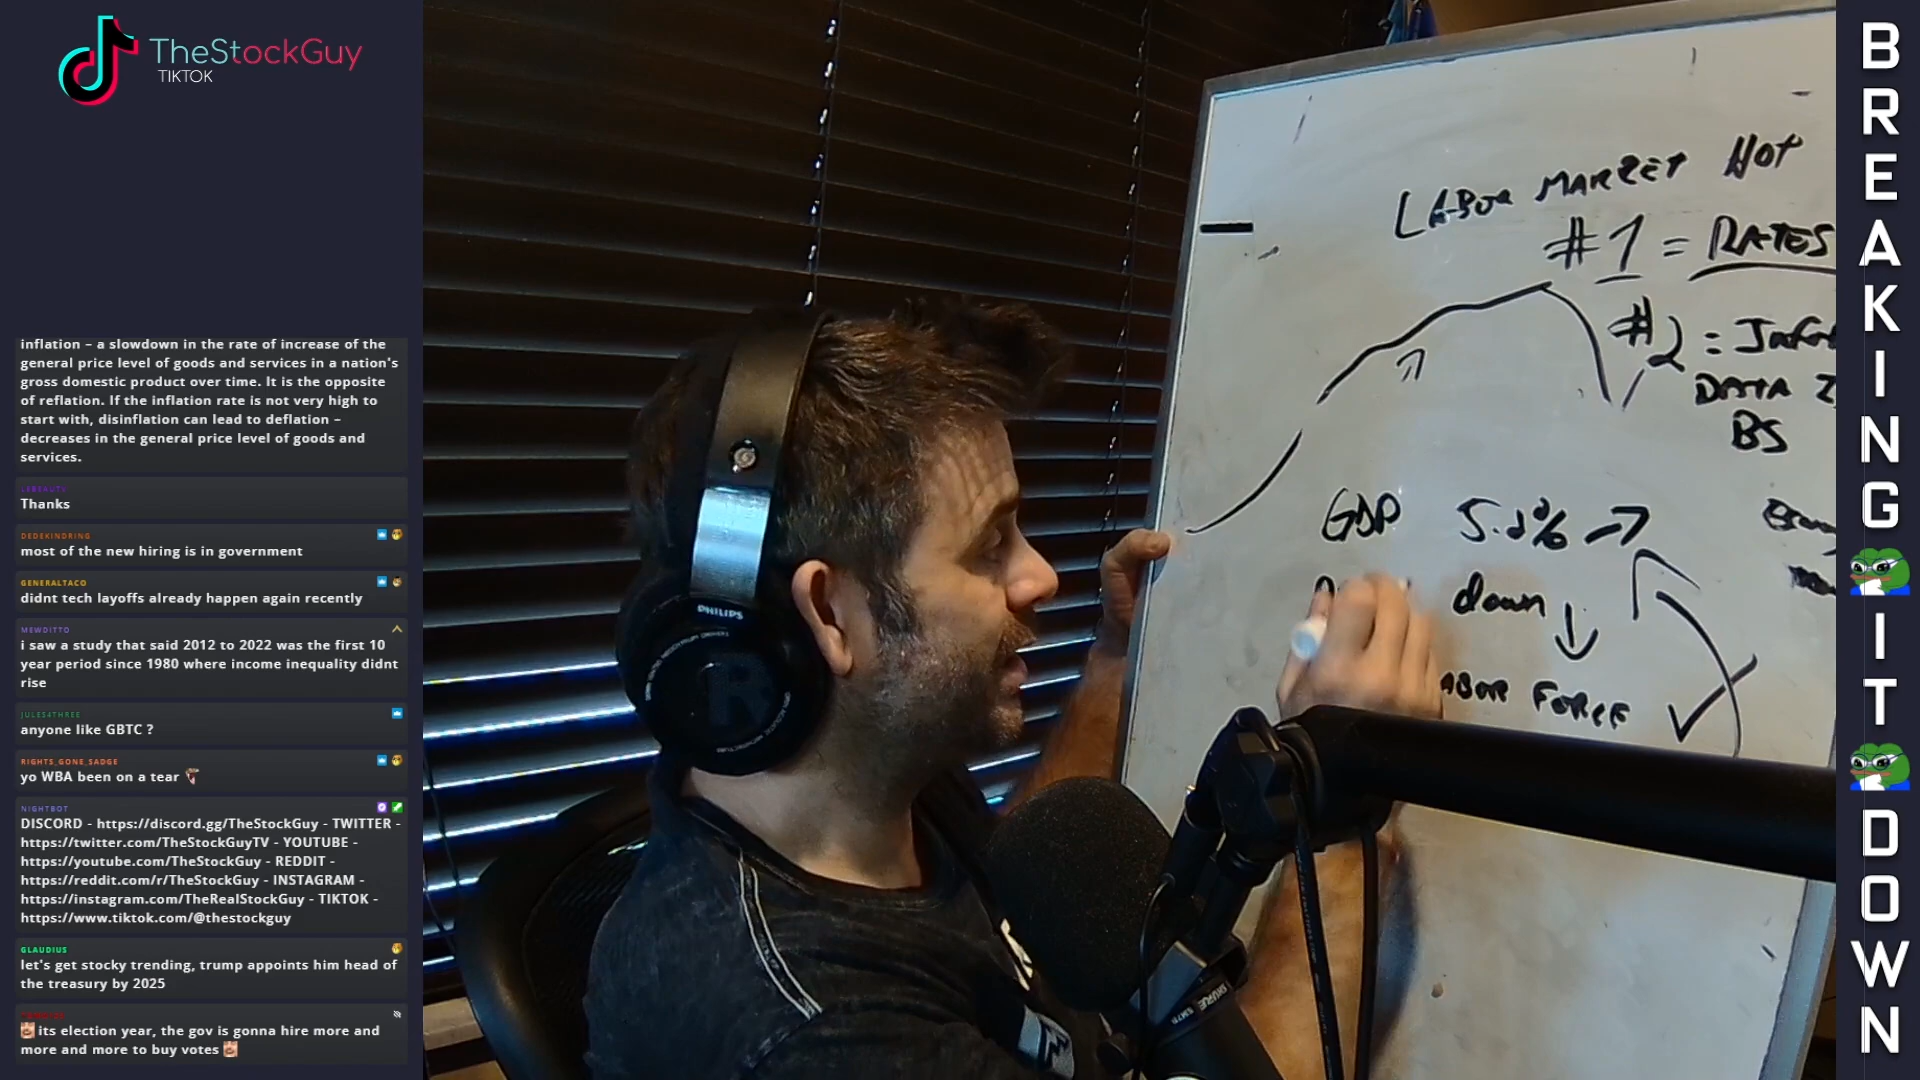 TheStockGuy
TIKTOK
inflation – a slowdown in the rate of increase of the
general price level of goods and services in a nation's
gross domestic product over time. It is the opposite
of reflation. If the inflation rate is not very high to
start with, disinflation can lead to deflation –
decreases in the general price level of goods and
services.
Thanks
DEDEKINDRING
most of the new hiring is in government
GENERALTACO
didnt tech layoffs already happen again recently
MEWDITTO
i saw a study that said 2012 to 2022 was the first 10
year period since 1980 where income inequality didnt
rise
JULES4THREE
anyone like GBTC ?
RIGHTS_GONE_SADGE
yo WBA been on a tear
NIGHTBOT
DISCORD - https://discord.gg/TheStockGuy - TWITTER -
https://twitter.com/TheStockGuyTV - YOUTUBE -
https://youtube.com/TheStockGuy - REDDIT -
https://reddit.com/r/TheStockGuy - INSTAGRAM -
https://instagram.com/TheRealStockGuy - TIKTOK -
https://www.tiktok.com/@thestockguy
GLAUDIUS
let's get stocky trending, trump appoints him head of
the treasury by 2025
its election year, the gov is gonna hire more and
more and more to buy votes
PHILIPS
LABOR MARKET HOT
#1 = RATES
#2 =
DATA
BS
GDP
down
FORCE
BREAKING IT DOWN